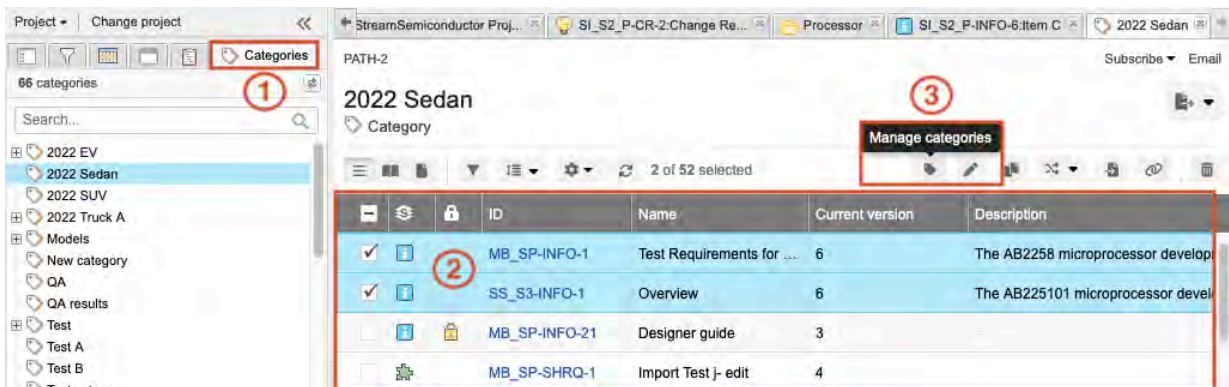 Project Change project
StreamSemiconductor Proj... SI_S2_P-CR-2:Change Re... Processor SI_S2_P-INFO-6:Item C 2022 Sedan
Categories
1
66 categories
Search...
2022 EV
2022 Sedan
2022 SUV
2022 Truck A
Models
New category
QA
QA results
Test
Test A
Test B
PATH-2
Subscribe Email
2022 Sedan
Category
3
Manage categories
2 of 52 selected
ID Name Current version Description
2
MB_SP-INFO-1 Test Requirements for ... 6 The AB2258 microprocessor develop
SS_S3-INFO-1 Overview 6 The AB225101 microprocessor devel
MB_SP-INFO-21 Designer guide 3
MB_SP-SHRQ-1 Import Test j- edit 4